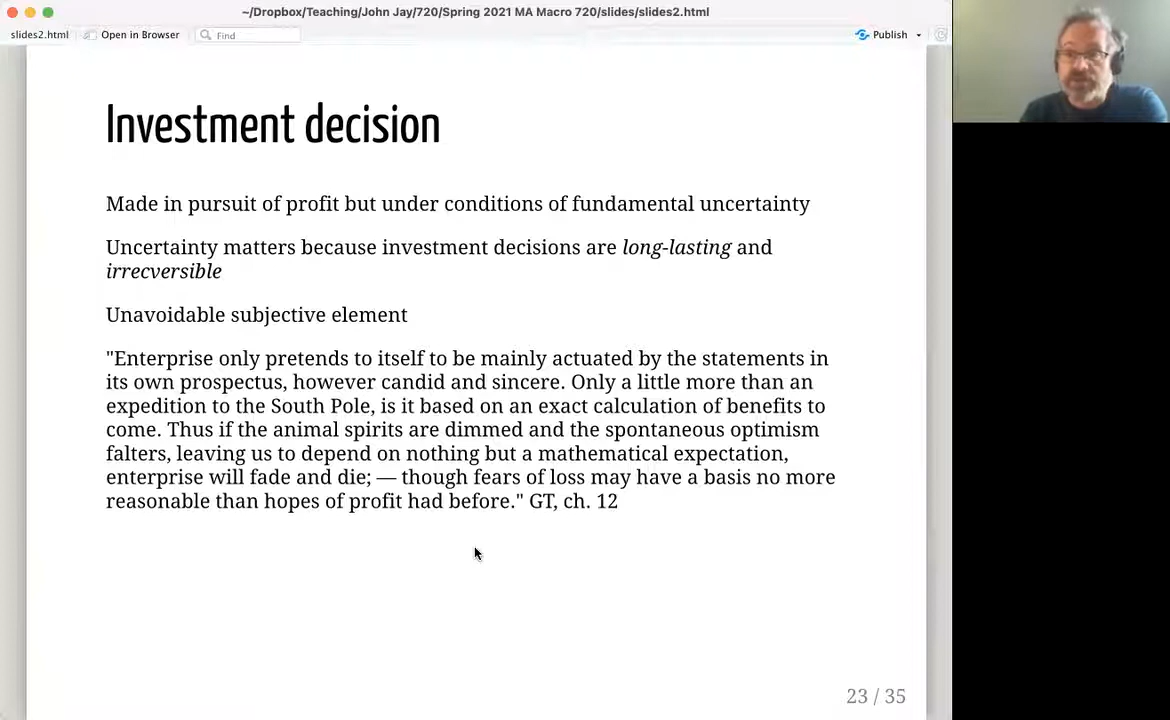 ~/Dropbox/Teaching/John Jay/720/Spring 2021 MA Macro 720/slides/slides2.html
slides2.html
Open in Browser
Find
Publish
Investment decision
Made in pursuit of profit but under conditions of fundamental uncertainty
Uncertainty matters because investment decisions are long-lasting and
irrecversible
Unavoidable subjective element
"Enterprise only pretends to itself to be mainly actuated by the statements in
its own prospectus, however candid and sincere. Only a little more than an
expedition to the South Pole, is it based on an exact calculation of benefits to
come. Thus if the animal spirits are dimmed and the spontaneous optimism
falters, leaving us to depend on nothing but a mathematical expectation,
enterprise will fade and die; — though fears of loss may have a basis no more
reasonable than hopes of profit had before." GT, ch. 12
23 / 35